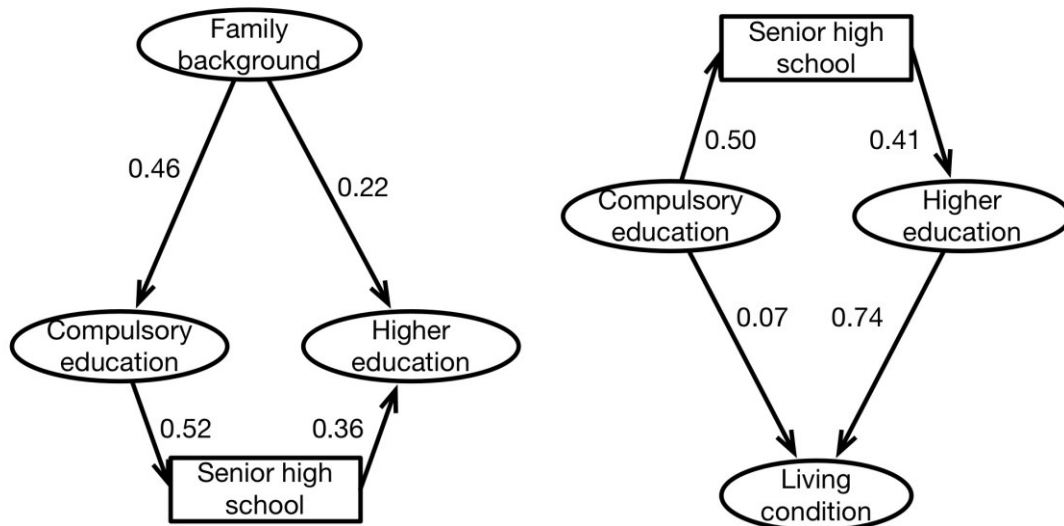 Family
background
0.46
0.22
Compulsory
education
Higher
education
0.52
0.36
Senior high
school
Senior high
school
0.50
0.41
Compulsory
education
Higher
education
0.07
0.74
Living
condition